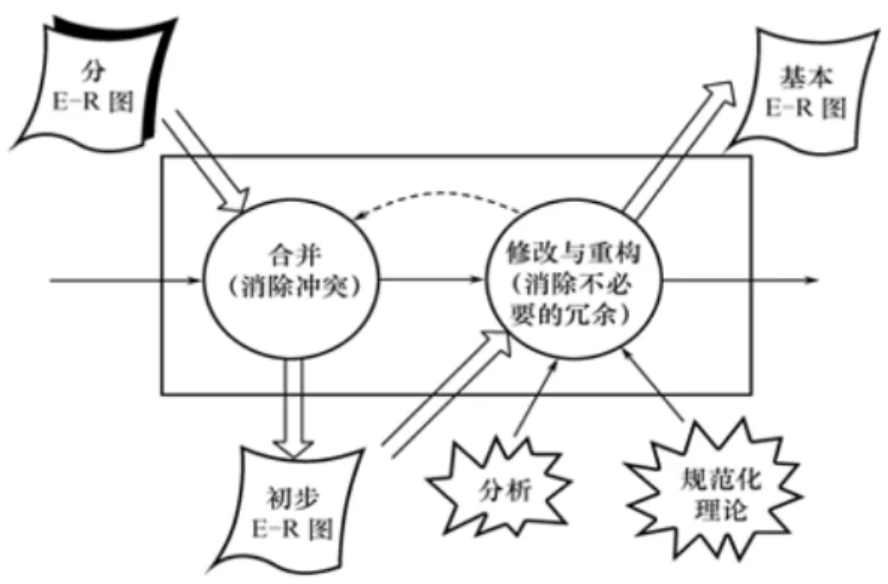 分
E-R 图
基本
E-R 图
合并
(消除冲突)
修改与重构
(消除不必
要的冗余)
初步
E-R 图
分析
规范化
理论